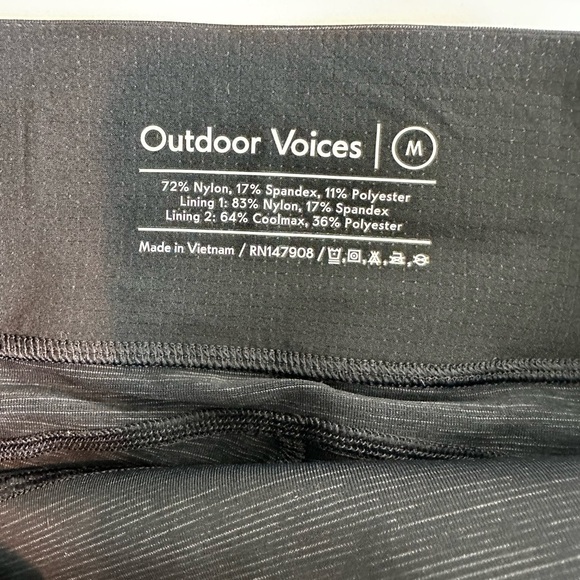 Outdoor Voices | M
72% Nylon, 17% Spandex, 11% Polyester
Lining 1: 83% Nylon, 17% Spandex
Lining 2: 64% Coolmax, 36% Polyester
Made in Vietnam / RN147908 /